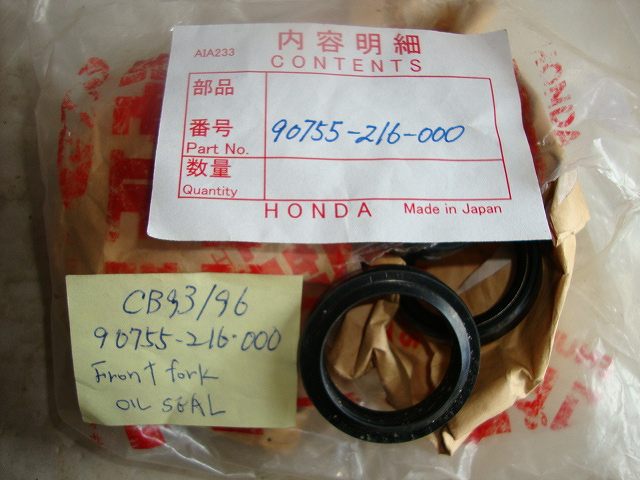 AIA233
内容明細
CONTENTS
部品
番号
Part No.
90755-216-000
数量
Quantity
HONDA
Made in Japan
CB93/96
90755-216-000
Front fork
OIL SEAL
HONDA